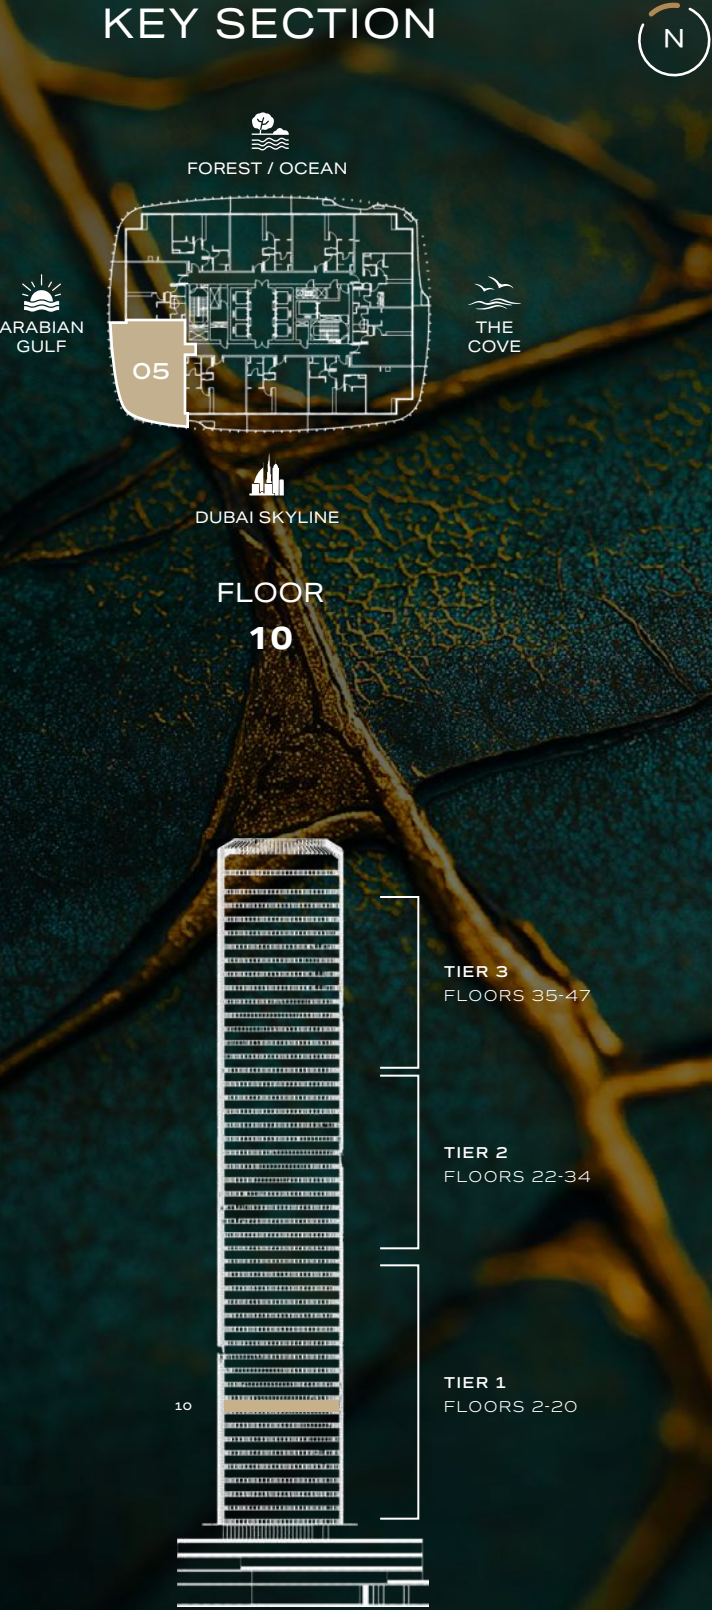 KEY SECTION
N
FOREST / OCEAN
ARABIAN
GULF
THE
COVE
05
DUBAI SKYLINE
FLOOR
10
TIER 3
FLOORS 35-47
TIER 2
FLOORS 22-34
TIER 1
FLOORS 2-20
10